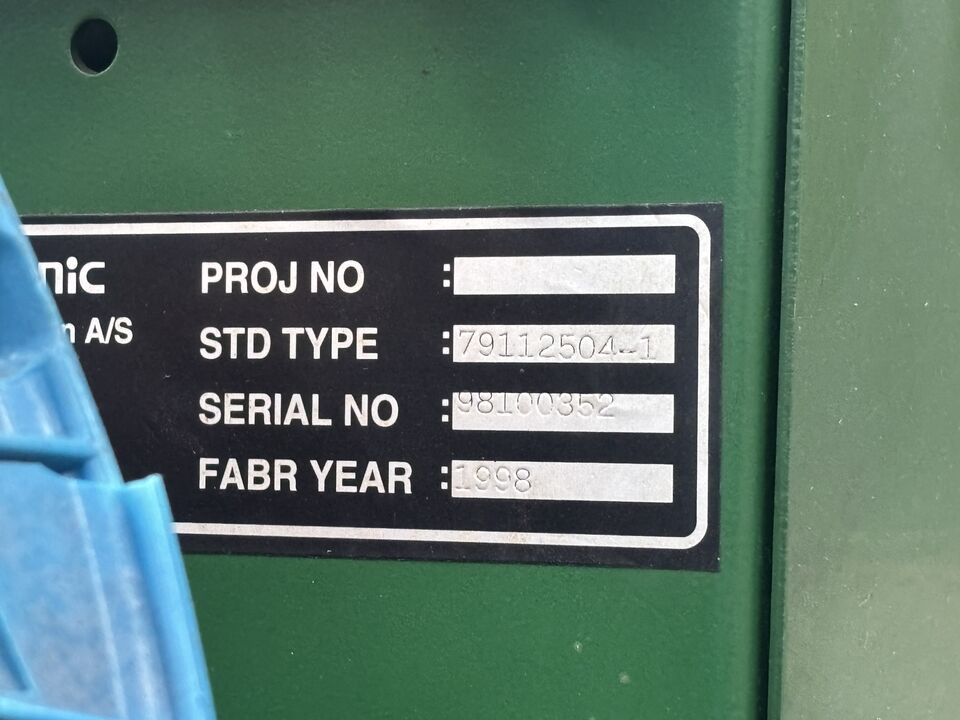 nic
n A/S
PROJ NO :
STD TYPE : 79112504-1
SERIAL NO : 98100352
FABR YEAR : 1998